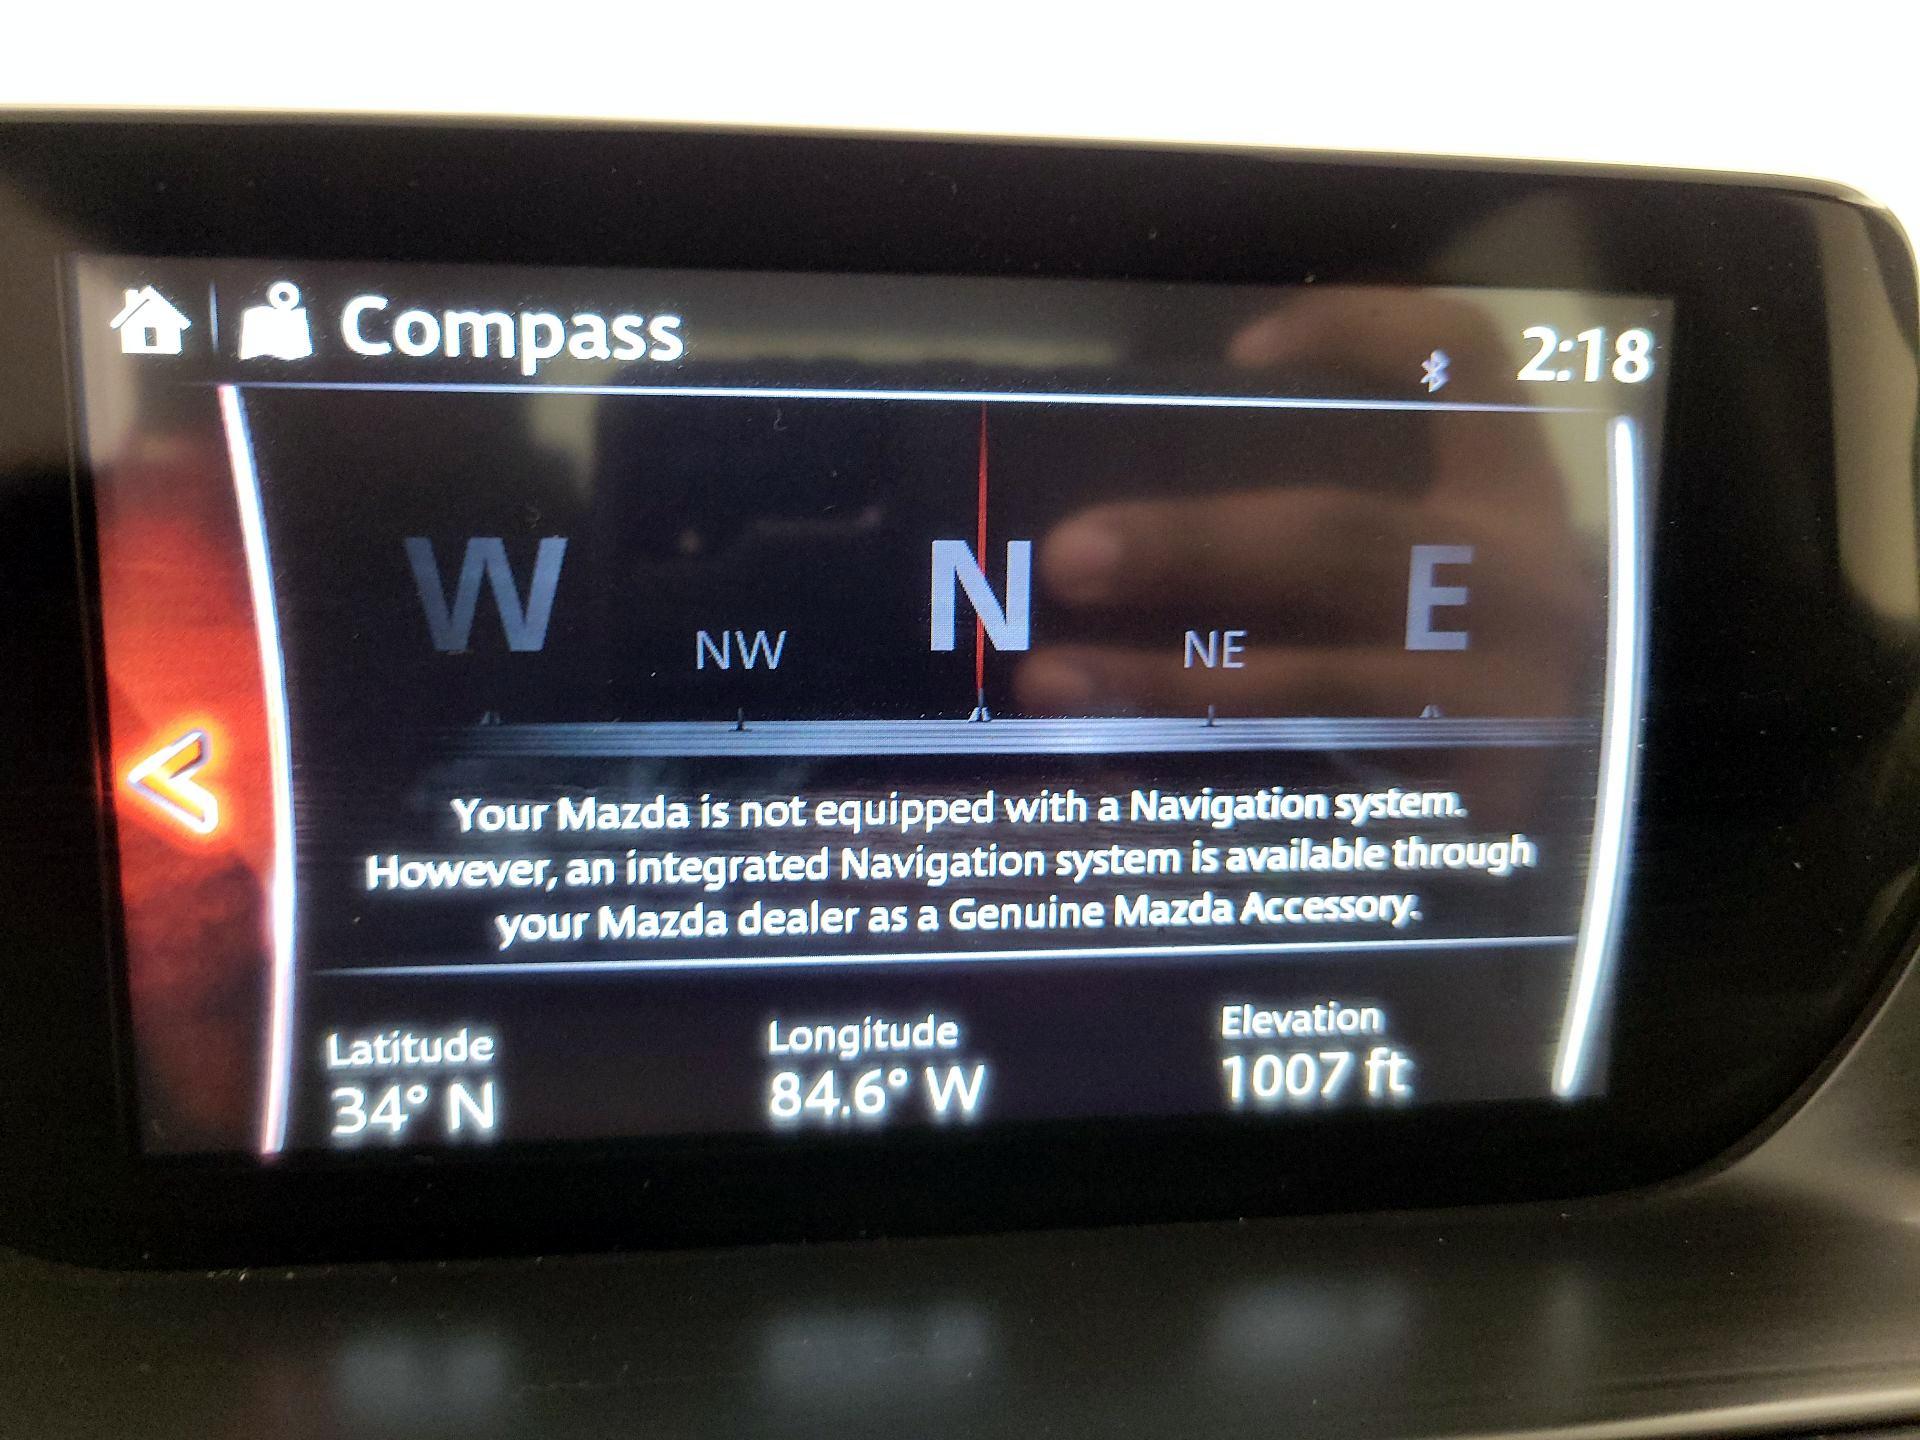 Compass
2:18
W NW N NE E
Your Mazda is not equipped with a Navigation system.
However, an integrated Navigation system is available through
your Mazda dealer as a Genuine Mazda Accessory.
Latitude Longitude Elevation
34° N 84.6° W 1007 ft